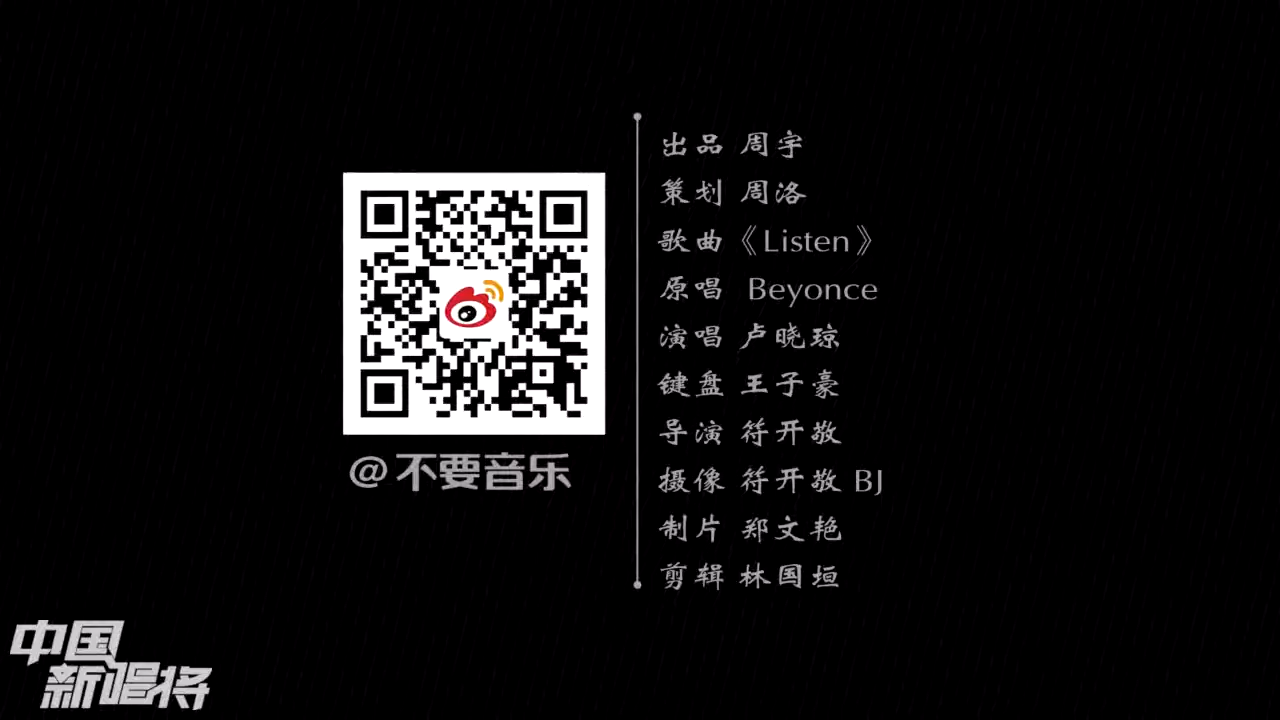 出品 周宇
策划 周洛
歌曲《Listen》
原唱 Beyonce
演唱 卢晓琼
键盘 王子豪
导演 符开敬
摄像 符开敬 BJ
制片 郑文艳
剪辑 林国垣
@不要音乐
中国
新唱将